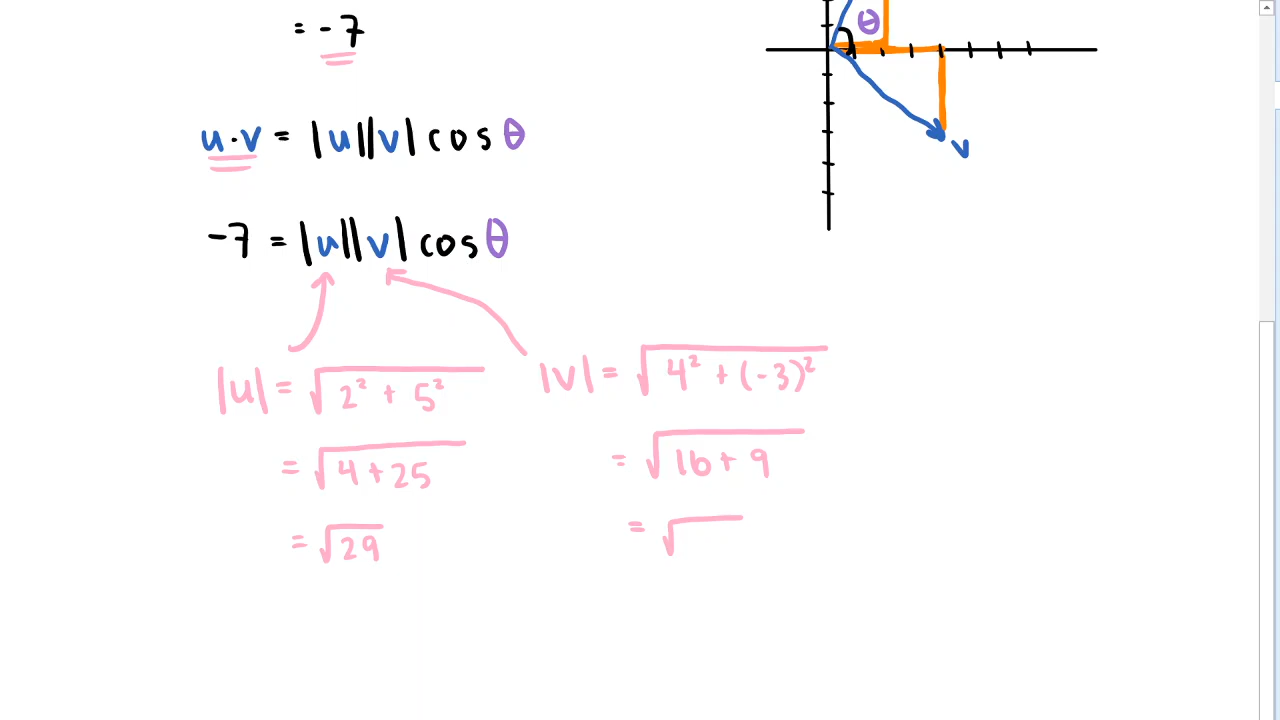 = -7
θ
v
u · v = |u||v| cos θ
-7 = |u||v| cos θ
|u| = √(2² + 5²)
|v| = √(4² + (-3)²)
= √(4 + 25)
= √(16 + 9)
= √29
= √